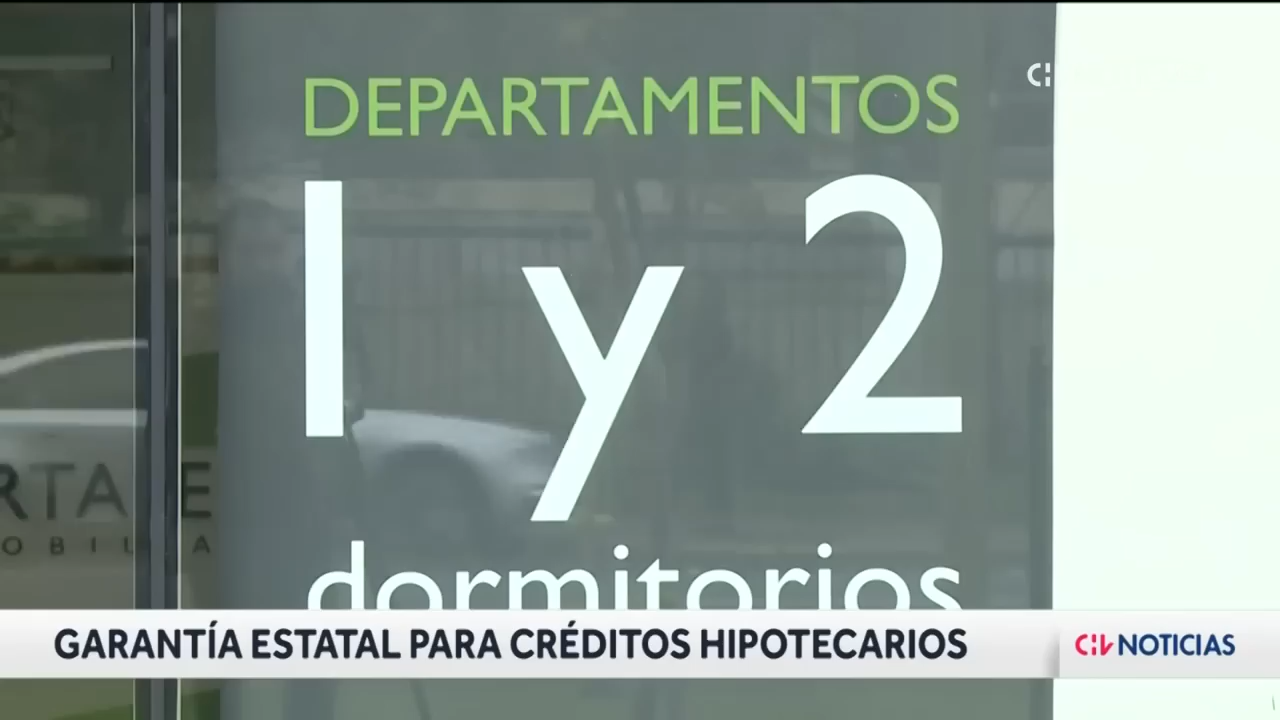 DEPARTAMENTOS
1 y 2
dormitorios
GARANTÍA ESTATAL PARA CRÉDITOS HIPOTECARIOS
CHV NOTICIAS